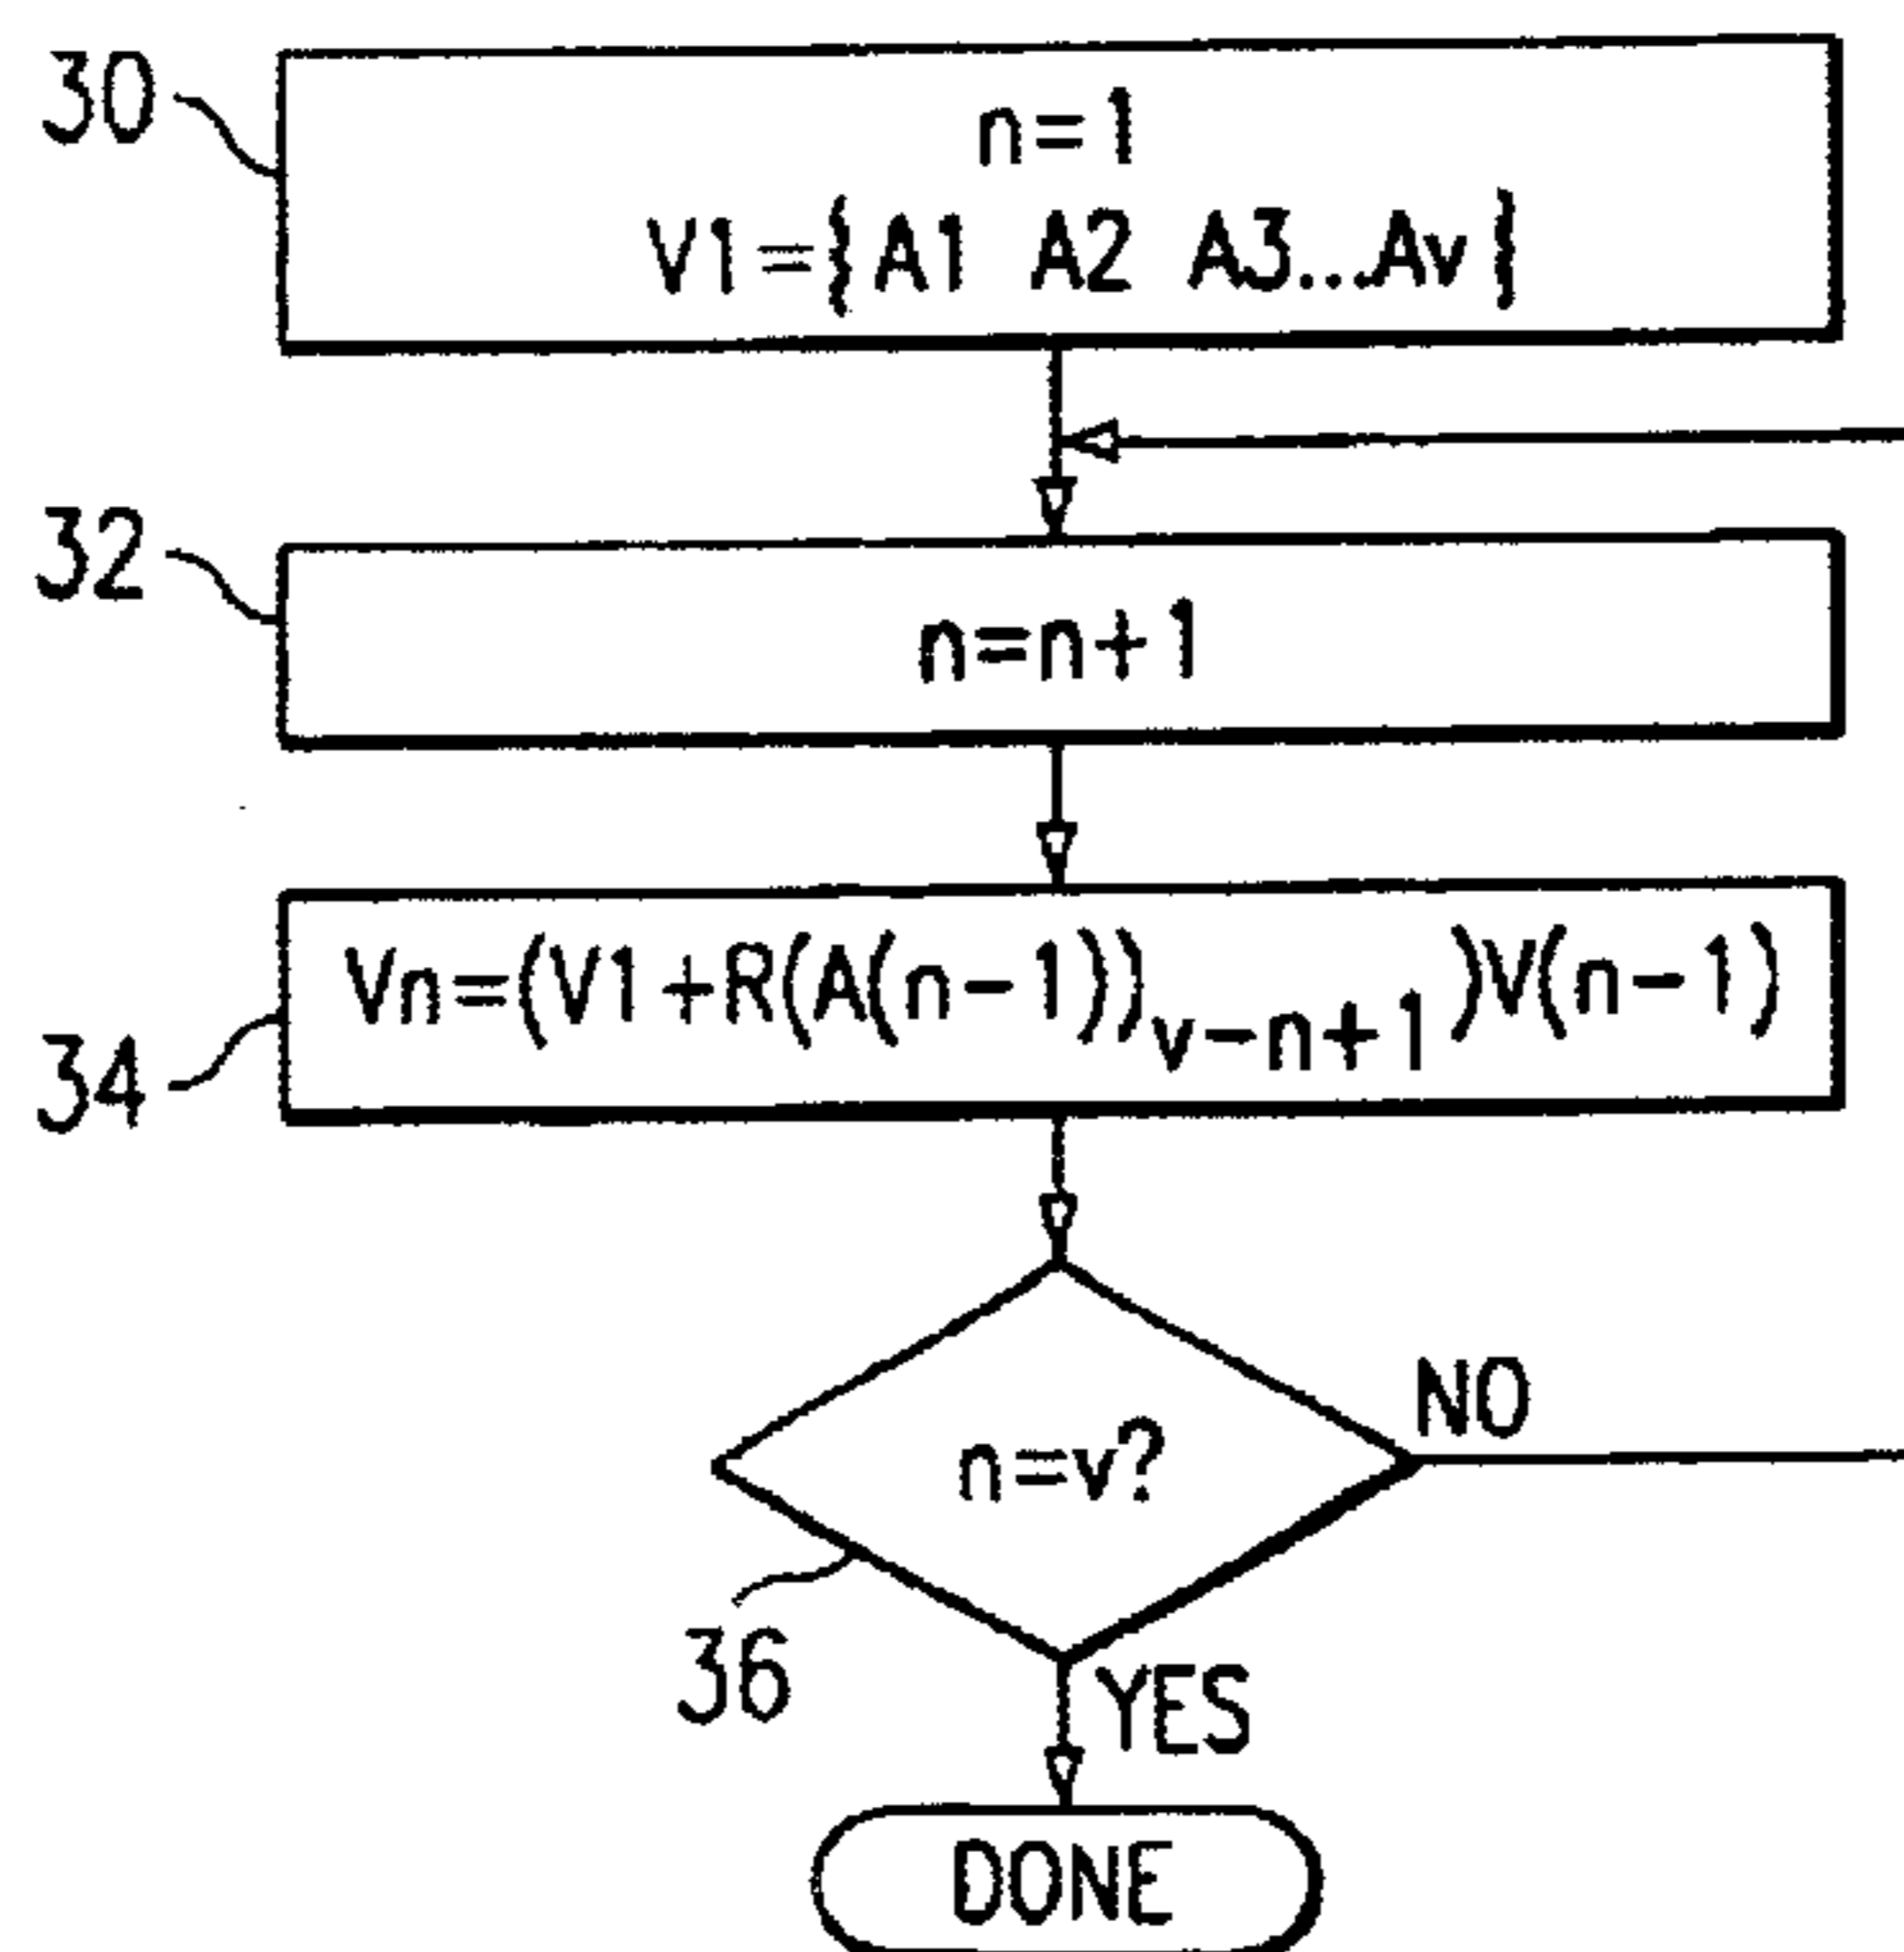 30
n=1
V1={A1 A2 A3...Av}
32
n=n+1
34
Vn=(V1+R(A(n-1))v-n+1)V(n-1)
n=v?
NO
36
YES
DONE